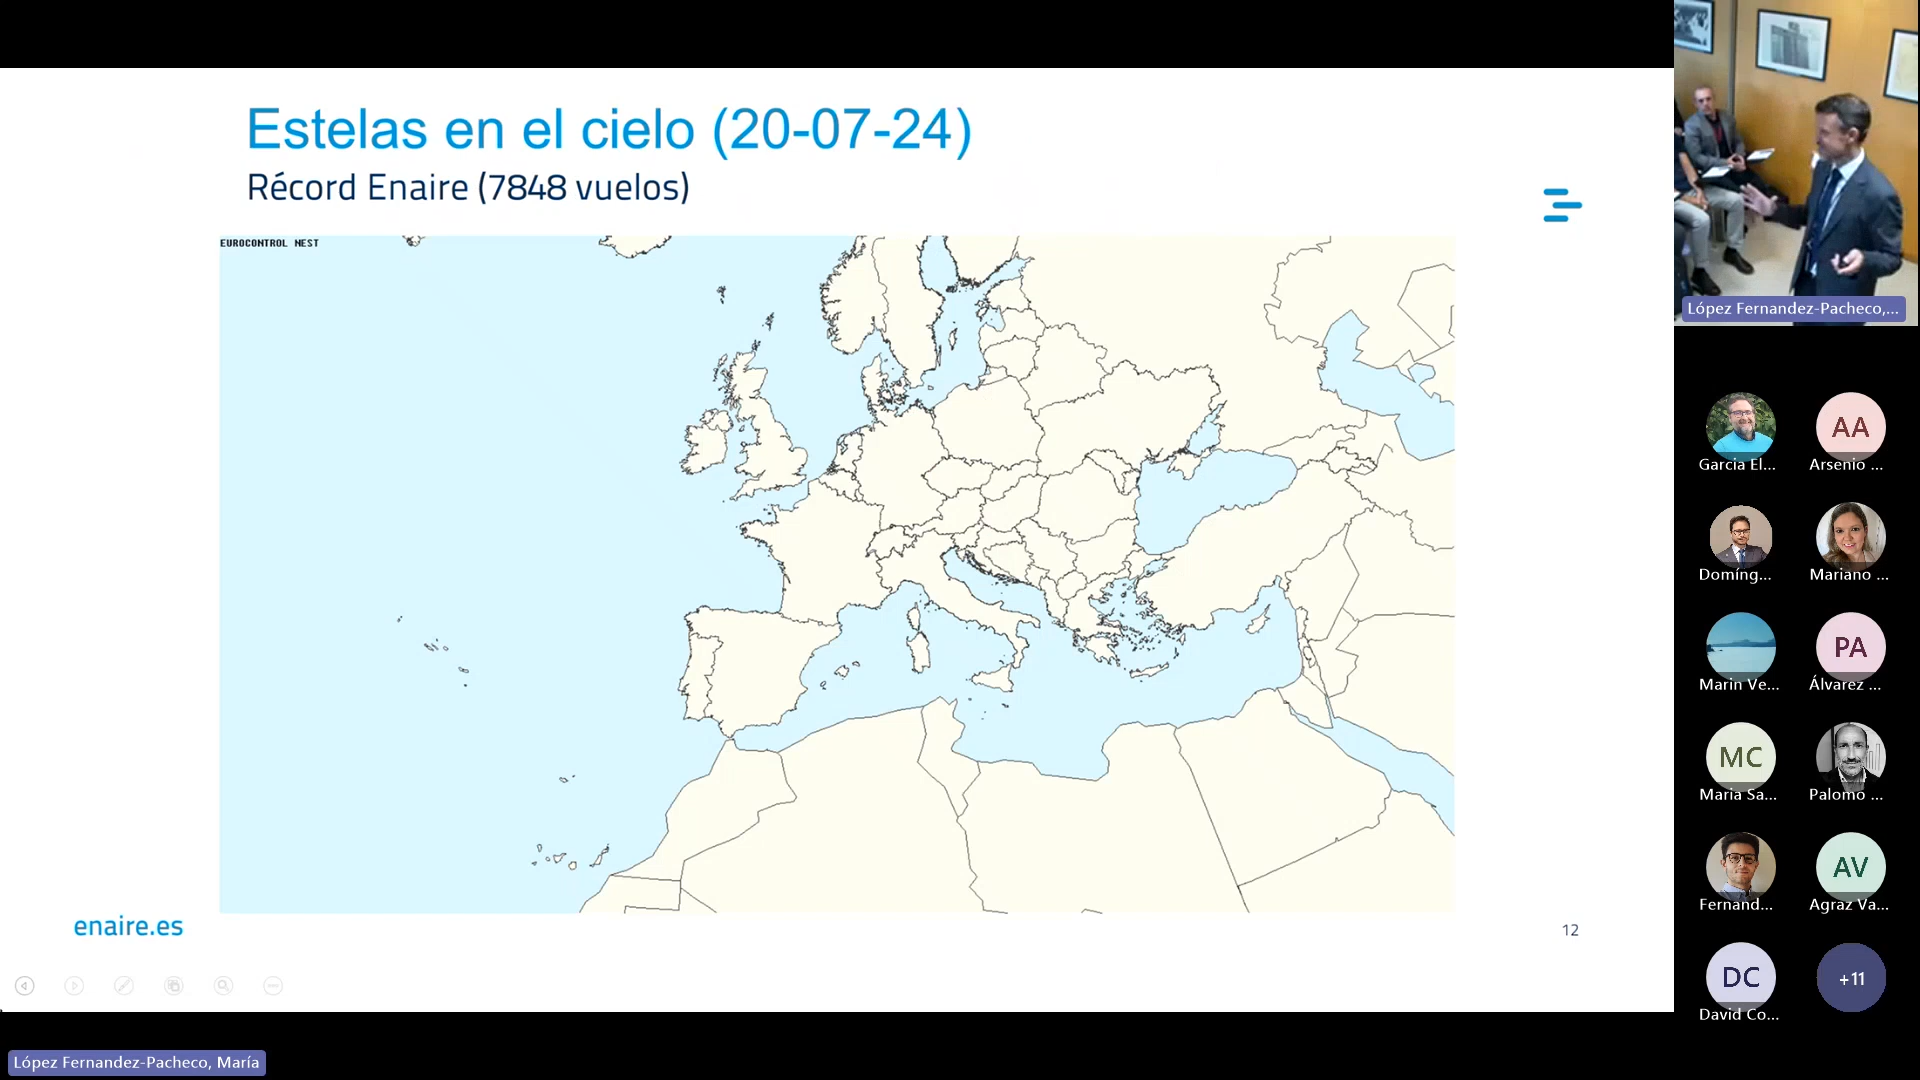 Estelas en el cielo (20-07-24)
Récord Enaire (7848 vuelos)
EUROCONTROL NEST
enaire.es
12
López Fernandez-Pacheco,...
Garcia El...
AA
Arsenio ...
Domíng...
Mariano ...
Marin Ve...
PA
Álvarez ...
MC
Maria Sa...
Palomo ...
Fernand...
AV
Agraz Va...
DC
David Co...
+11
López Fernandez-Pacheco, María